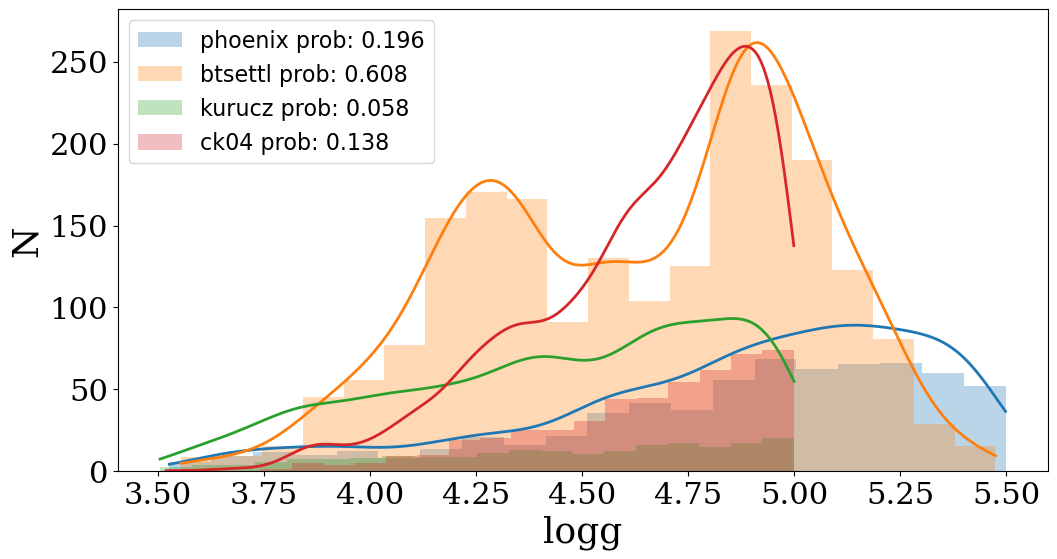 phoenix prob: 0.196
btsettl prob: 0.608
kurucz prob: 0.058
ck04 prob: 0.138
N
250
200
150
100
50
0
3.50 3.75 4.00 4.25 4.50 4.75 5.00 5.25 5.50
logg